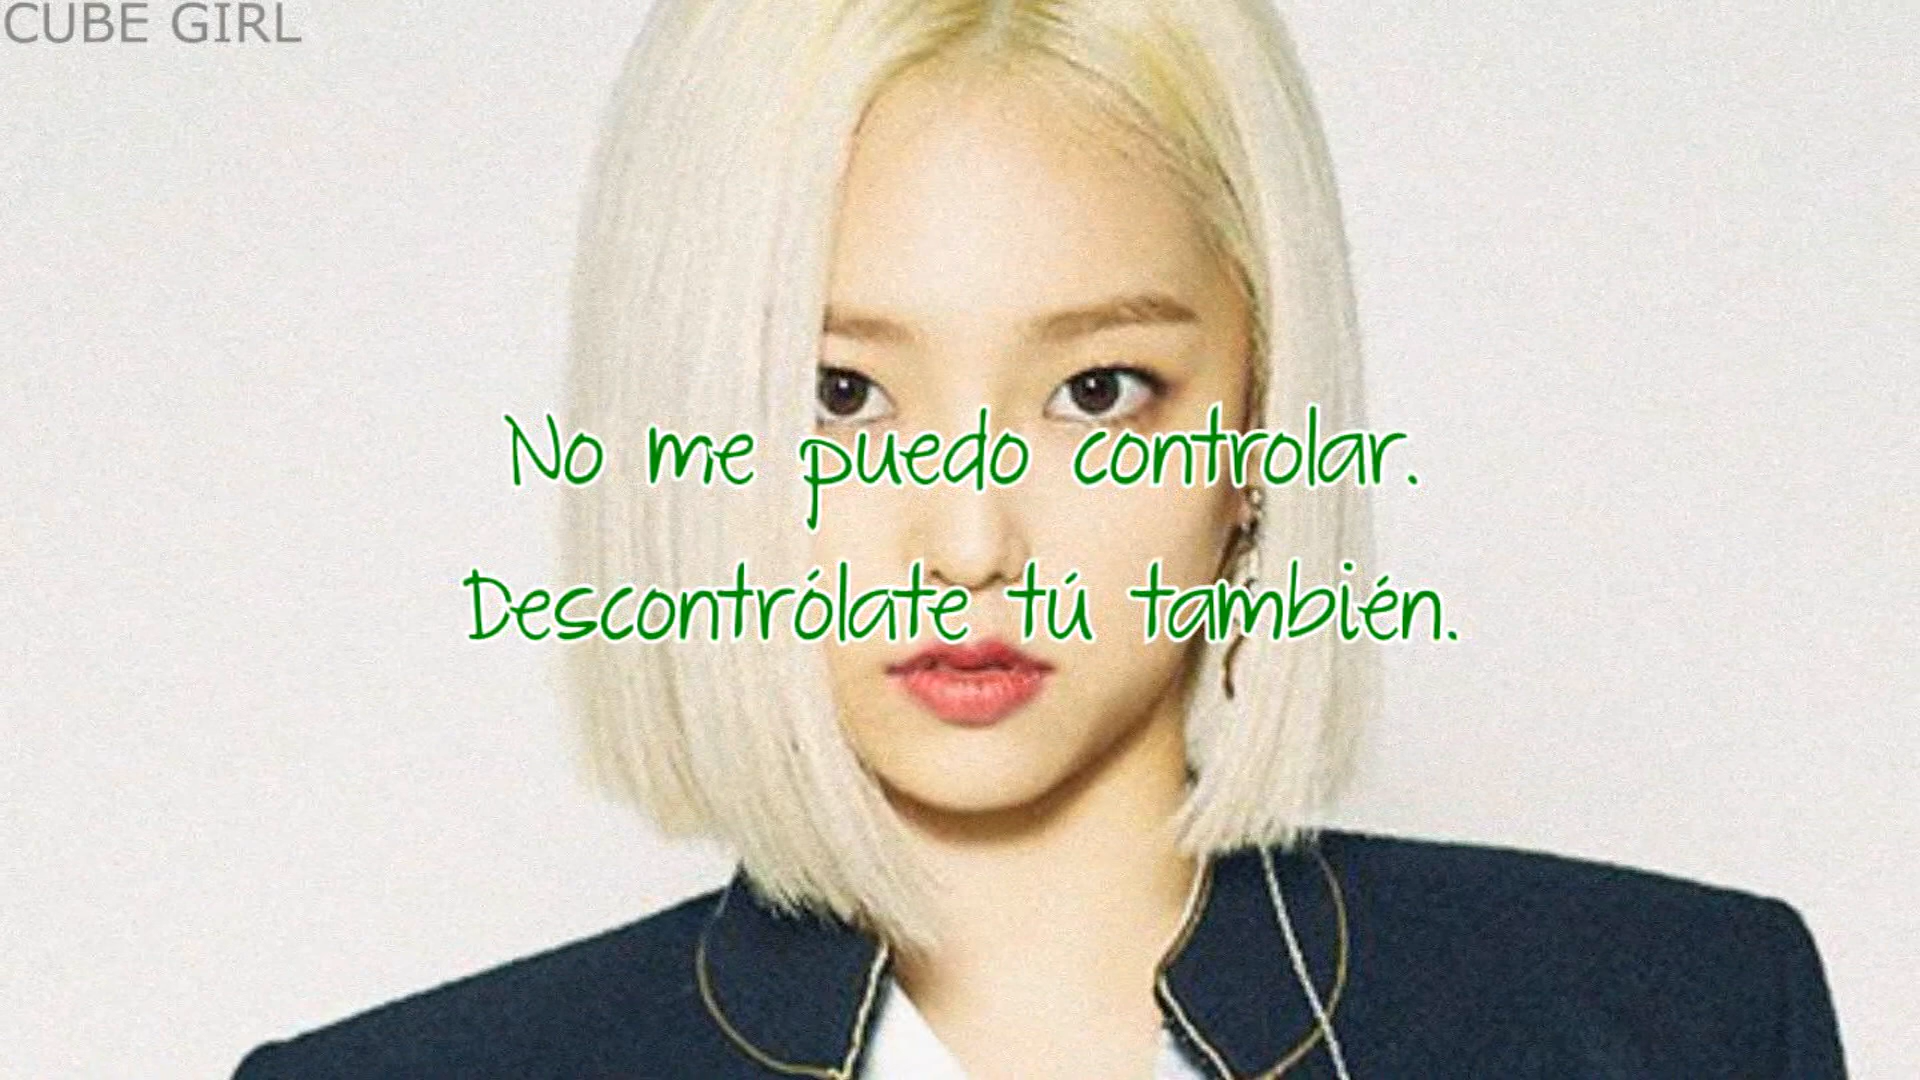 CUBE GIRL
No me puedo controlar.
Descontrólate tú también.